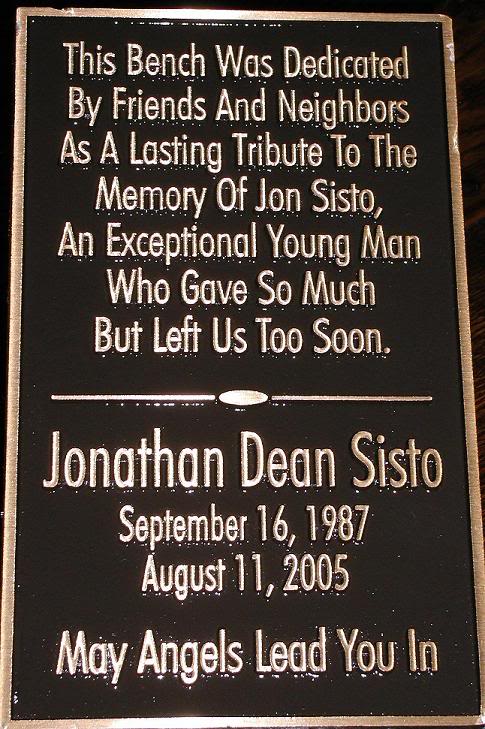 This Bench Was Dedicated
By Friends And Neighbors
As A Lasting Tribute To The
Memory Of Jon Sisto,
An Exceptional Young Man
Who Gave So Much
But Left Us Too Soon.
Jonathan Dean Sisto
September 16, 1987
August 11, 2005
May Angels Lead You In